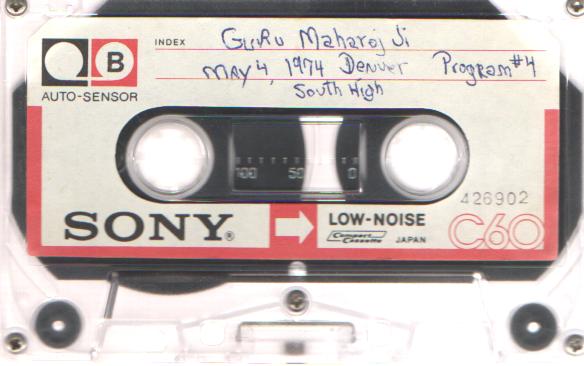 INDEX
GuRu Maharaj Ji
B
MAY 4, 1974 Denver Program #4
AUTO-SENSOR
South High
100 50 0
426902
SONY®
LOW-NOISE
Compact Cassette
JAPAN
C60